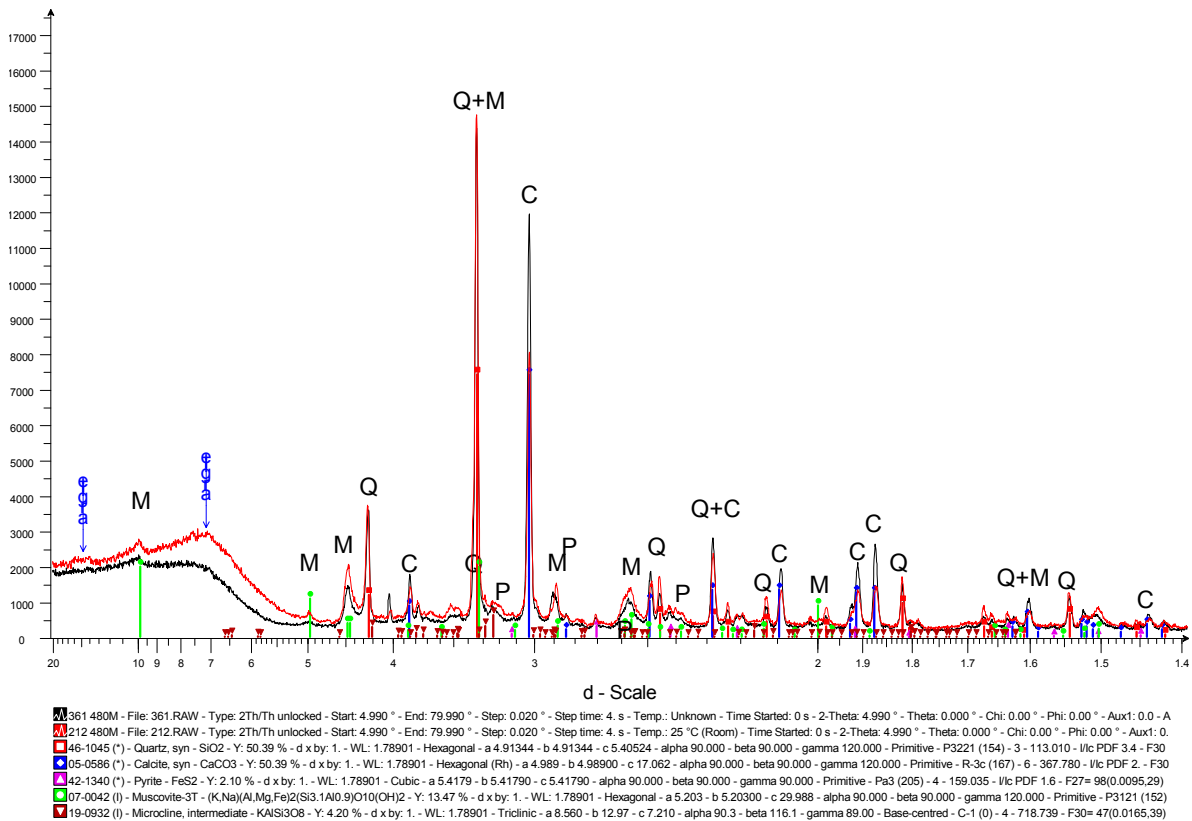 17000
16000
15000
14000
13000
12000
11000
10000
9000
8000
7000
6000
5000
4000
3000
2000
1000
0
Q+M
C
M
M
M
Q
C
Q
P
M
P
M
Q
P
Q+C
Q
C
M
C
C
Q
Q+M
Q
C
20 10 9 8 7 6 5 4 3 2 1.9 1.8 1.7 1.6 1.5 1.4
d - Scale
361 480M - File: 361.RAW - Type: 2Th/Th unlocked - Start: 4.990 ° - End: 79.990 ° - Step: 0.020 ° - Step time: 4. s - Temp.: Unknown - Time Started: 0 s - 2-Theta: 4.990 ° - Theta: 0.000 ° - Chi: 0.00 ° - Phi: 0.00 ° - Aux1: 0.0 - A
212 480M - File: 212.RAW - Type: 2Th/Th unlocked - Start: 4.990 ° - End: 79.990 ° - Step: 0.020 ° - Step time: 4. s - Temp.: 25 °C (Room) - Time Started: 0 s - 2-Theta: 4.990 ° - Theta: 0.000 ° - Chi: 0.00 ° - Phi: 0.00 ° - Aux1: 0.
46-1045 (*) - Quartz, syn - SiO2 - Y: 50.39 % - d x by: 1. - WL: 1.78901 - Hexagonal - a 4.91344 - b 4.91344 - c 5.40524 - alpha 90.000 - beta 90.000 - gamma 120.000 - Primitive - P3221 (154) - 3 - 113.010 - I/Ic PDF 3.4 - F30
05-0586 (*) - Calcite, syn - CaCO3 - Y: 50.39 % - d x by: 1. - WL: 1.78901 - Hexagonal (Rh) - a 4.989 - b 4.98900 - c 17.062 - alpha 90.000 - beta 90.000 - gamma 120.000 - Primitive - R-3c (167) - 6 - 367.780 - I/Ic PDF 2. - F30
42-1340 (*) - Pyrite - FeS2 - Y: 2.10 % - d x by: 1. - WL: 1.78901 - Cubic - a 5.4179 - b 5.41790 - c 5.41790 - alpha 90.000 - beta 90.000 - gamma 90.000 - Primitive - Pa3 (205) - 4 - 159.035 - I/Ic PDF 1.6 - F27= 98(0.0095,29)
07-0042 (I) - Muscovite-3T - (K,Na)(Al,Mg,Fe)2(Si3.1Al0.9)O10(OH)2 - Y: 13.47 % - d x by: 1. - WL: 1.78901 - Hexagonal - a 5.203 - b 5.20300 - c 29.988 - alpha 90.000 - beta 90.000 - gamma 120.000 - Primitive - P3121 (152)
19-0932 (I) - Microcline, intermediate - KAlSi3O8 - Y: 4.20 % - d x by: 1. - WL: 1.78901 - Triclinic - a 8.560 - b 12.97 - c 7.210 - alpha 90.3 - beta 116.1 - gamma 89.00 - Base-centred - C-1 (0) - 4 - 718.739 - F30= 47(0.0165,39)